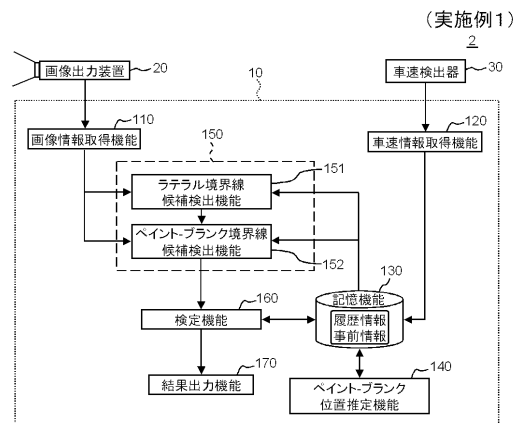 （実施例１）
2
画像出力装置
20
車速検出器
30
10
110
画像情報取得機能
120
車速情報取得機能
150
151
ラテラル境界線
候補検出機能
ペイント-ブランク境界線
候補検出機能
152
130
記憶機能
履歴情報
事前情報
160
検定機能
170
結果出力機能
140
ペイント-ブランク
位置推定機能